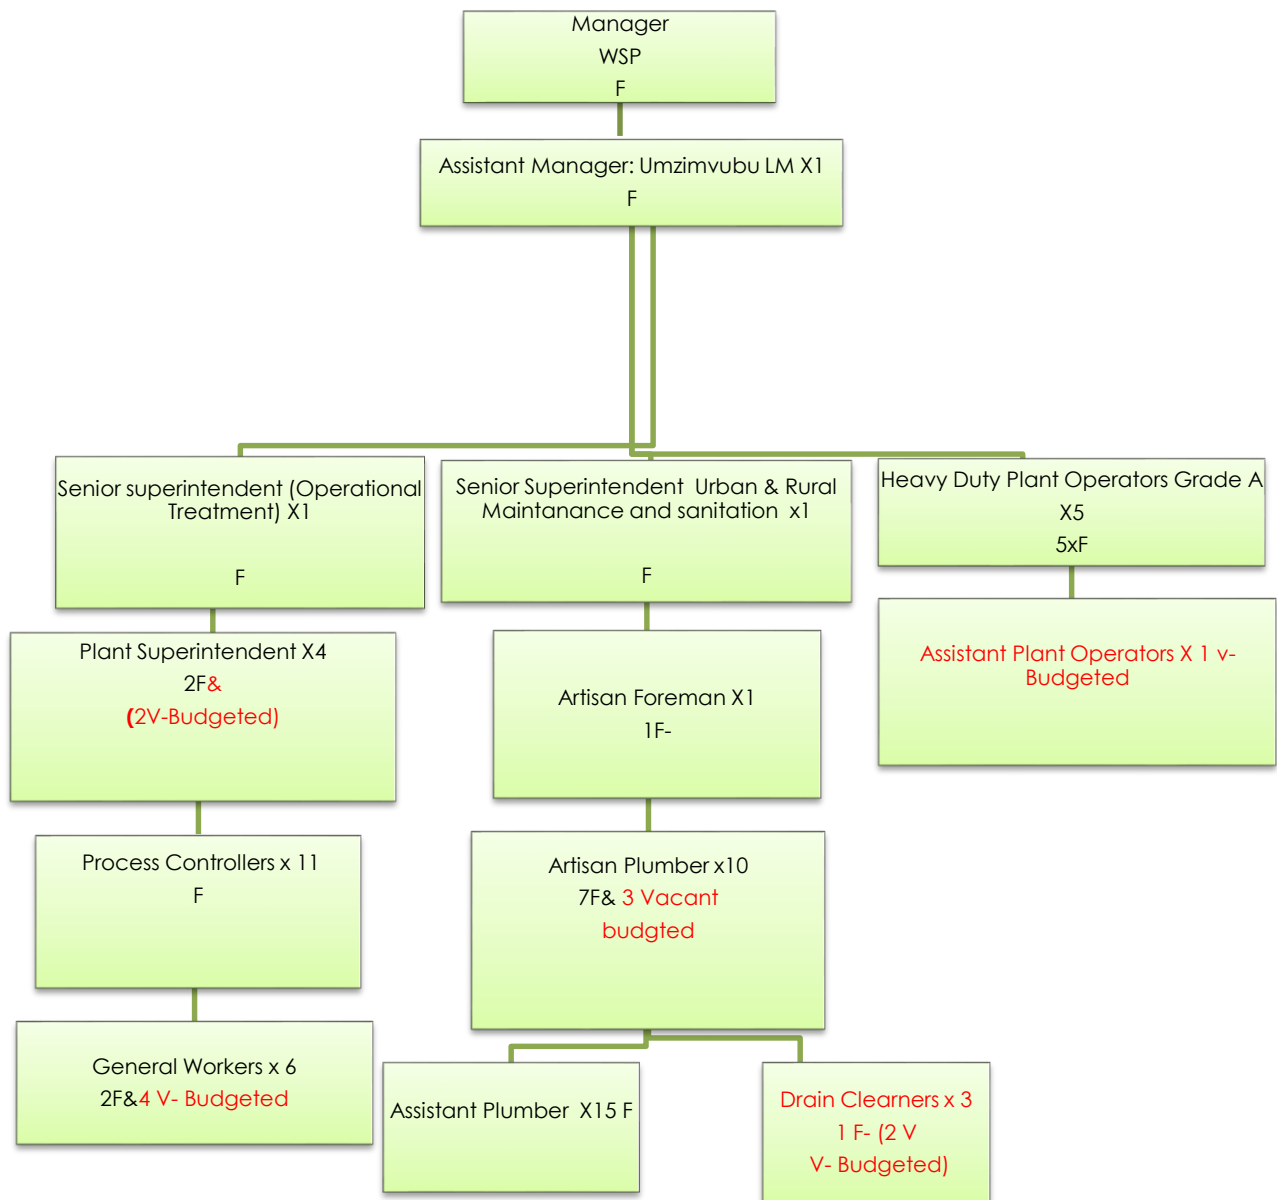 Manager
WSP
F
Assistant Manager: Umzimvubu LM X1
F
Senior superintendent (Operational
Treatment) X1
F
Senior Superintendent  Urban & Rural
Maintanance and sanitation  x1
F
Heavy Duty Plant Operators Grade A
X5
5xF
Plant Superintendent X4
2F&
(2V-Budgeted)
Artisan Foreman X1
1F-
Assistant Plant Operators X 1 v-
Budgeted
Process Controllers x 11
F
Artisan Plumber x10
7F& 3 Vacant
budgted
General Workers x 6
2F&4 V- Budgeted
Assistant Plumber  X15 F
Drain Clearners x 3
1 F- (2 V
V- Budgeted)